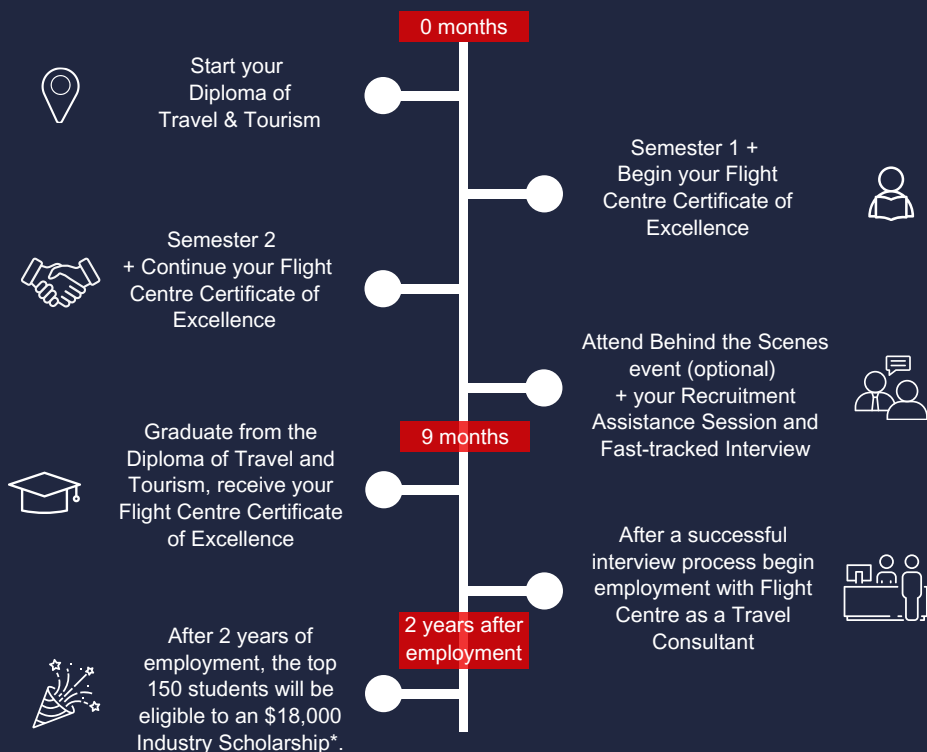 0 months
Start your
Diploma of
Travel & Tourism
Semester 1 +
Begin your Flight
Centre Certificate of
Excellence
Semester 2
+ Continue your Flight
Centre Certificate of
Excellence
Attend Behind the Scenes
event (optional)
+ your Recruitment
Assistance Session and
Fast-tracked Interview
9 months
Graduate from the
Diploma of Travel and
Tourism, receive your
Flight Centre Certificate
of Excellence
After a successful
interview process begin
employment with Flight
Centre as a Travel
Consultant
2 years after
employment
After 2 years of
employment, the top
150 students will be
eligible to an $18,000
Industry Scholarship*.